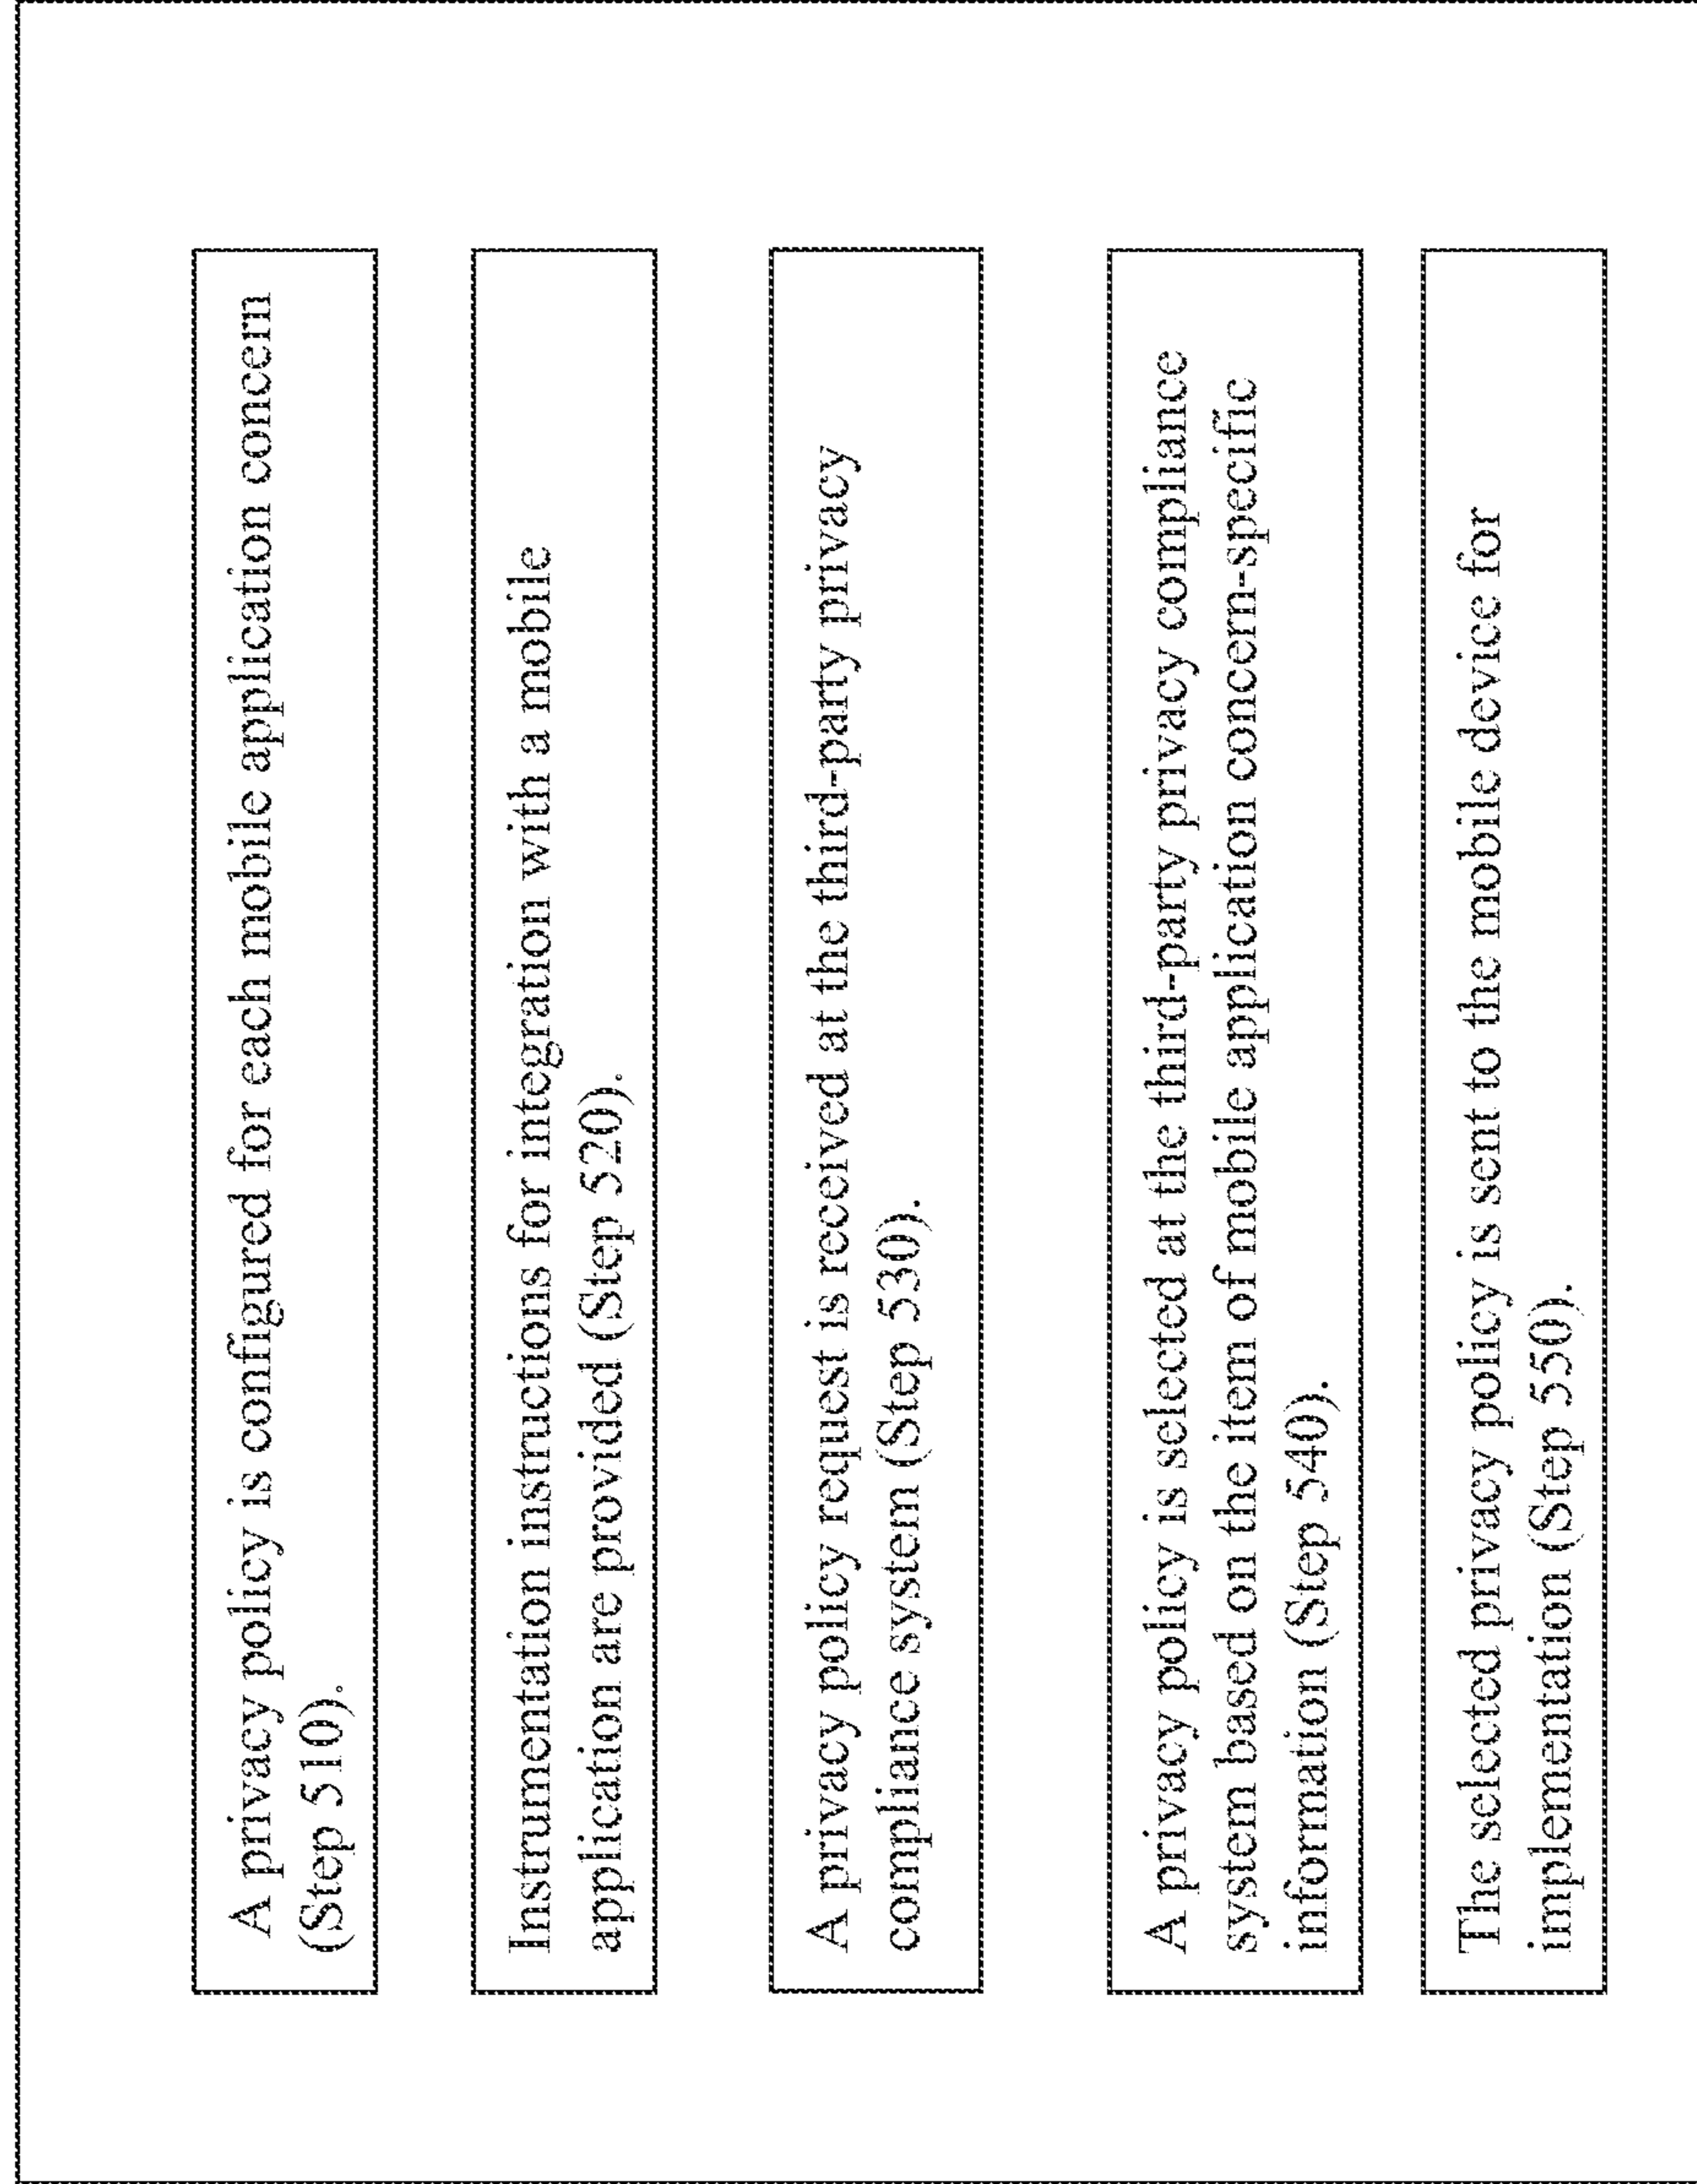 A privacy policy is configured for each mobile application concern
(Step 510).
Instrumentation instructions for integration with a mobile
application are provided (Step 520).
A privacy policy request is received at the third-party privacy
compliance system (Step 530).
A privacy policy is selected at the third-party privacy compliance
system based on the item of mobile application concern-specific
information (Step 540).
The selected privacy policy is sent to the mobile device for
implementation (Step 550).